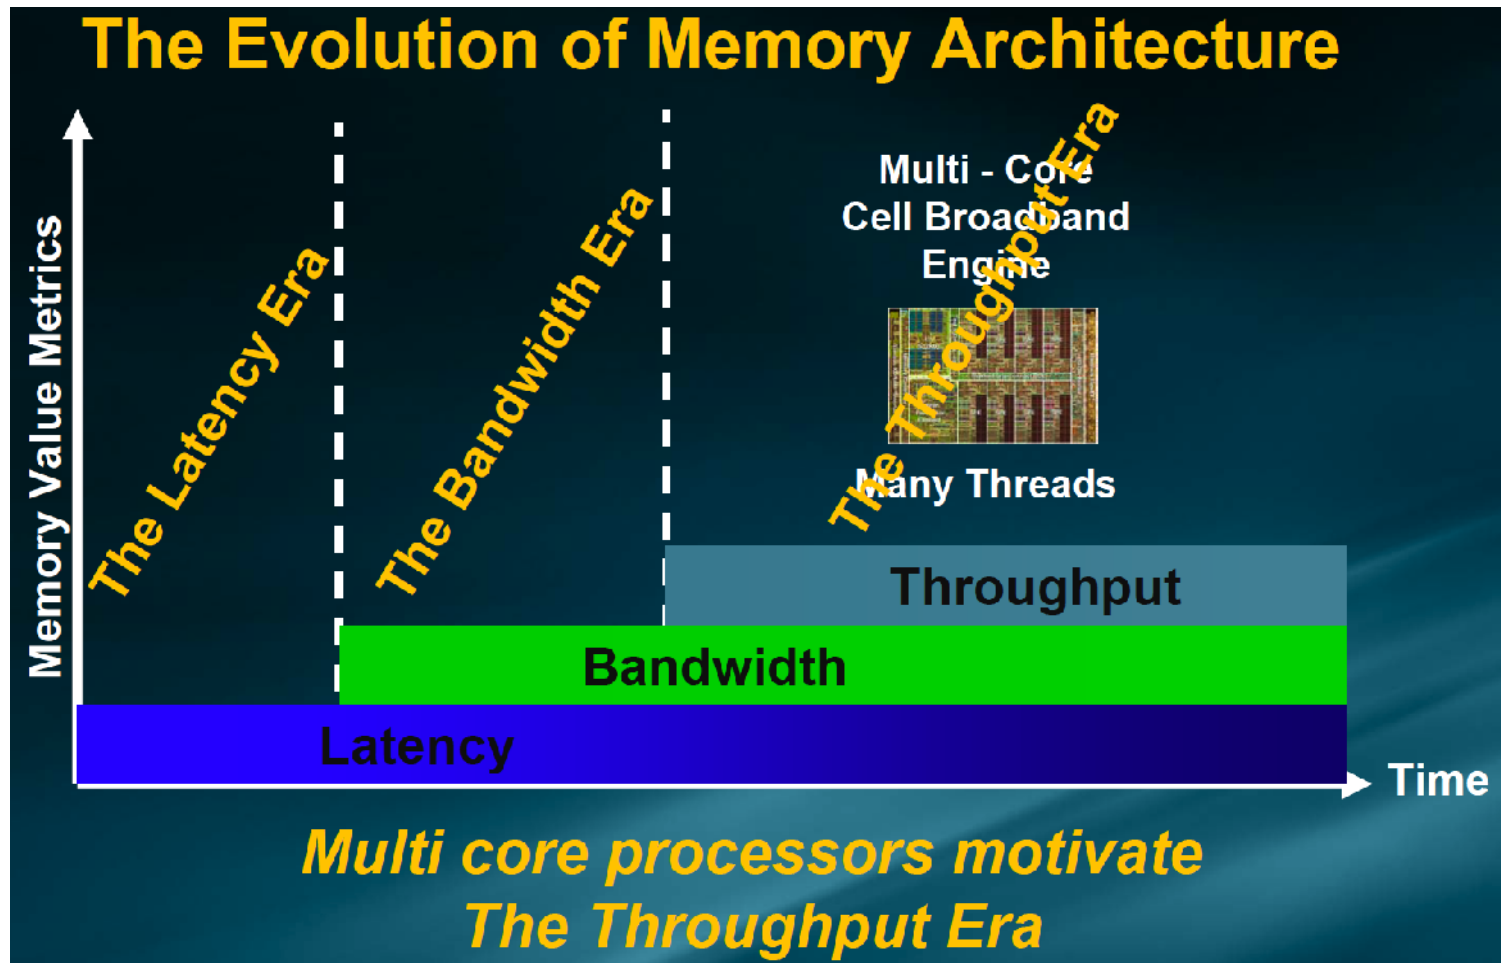 The Evolution of Memory Architecture
Memory Value Metrics
The Latency Era
The Bandwidth Era
The Throughput Era
Multi - Core
Cell Broadband
Engine
Many Threads
Throughput
Bandwidth
Latency
Time
Multi core processors motivate
The Throughput Era